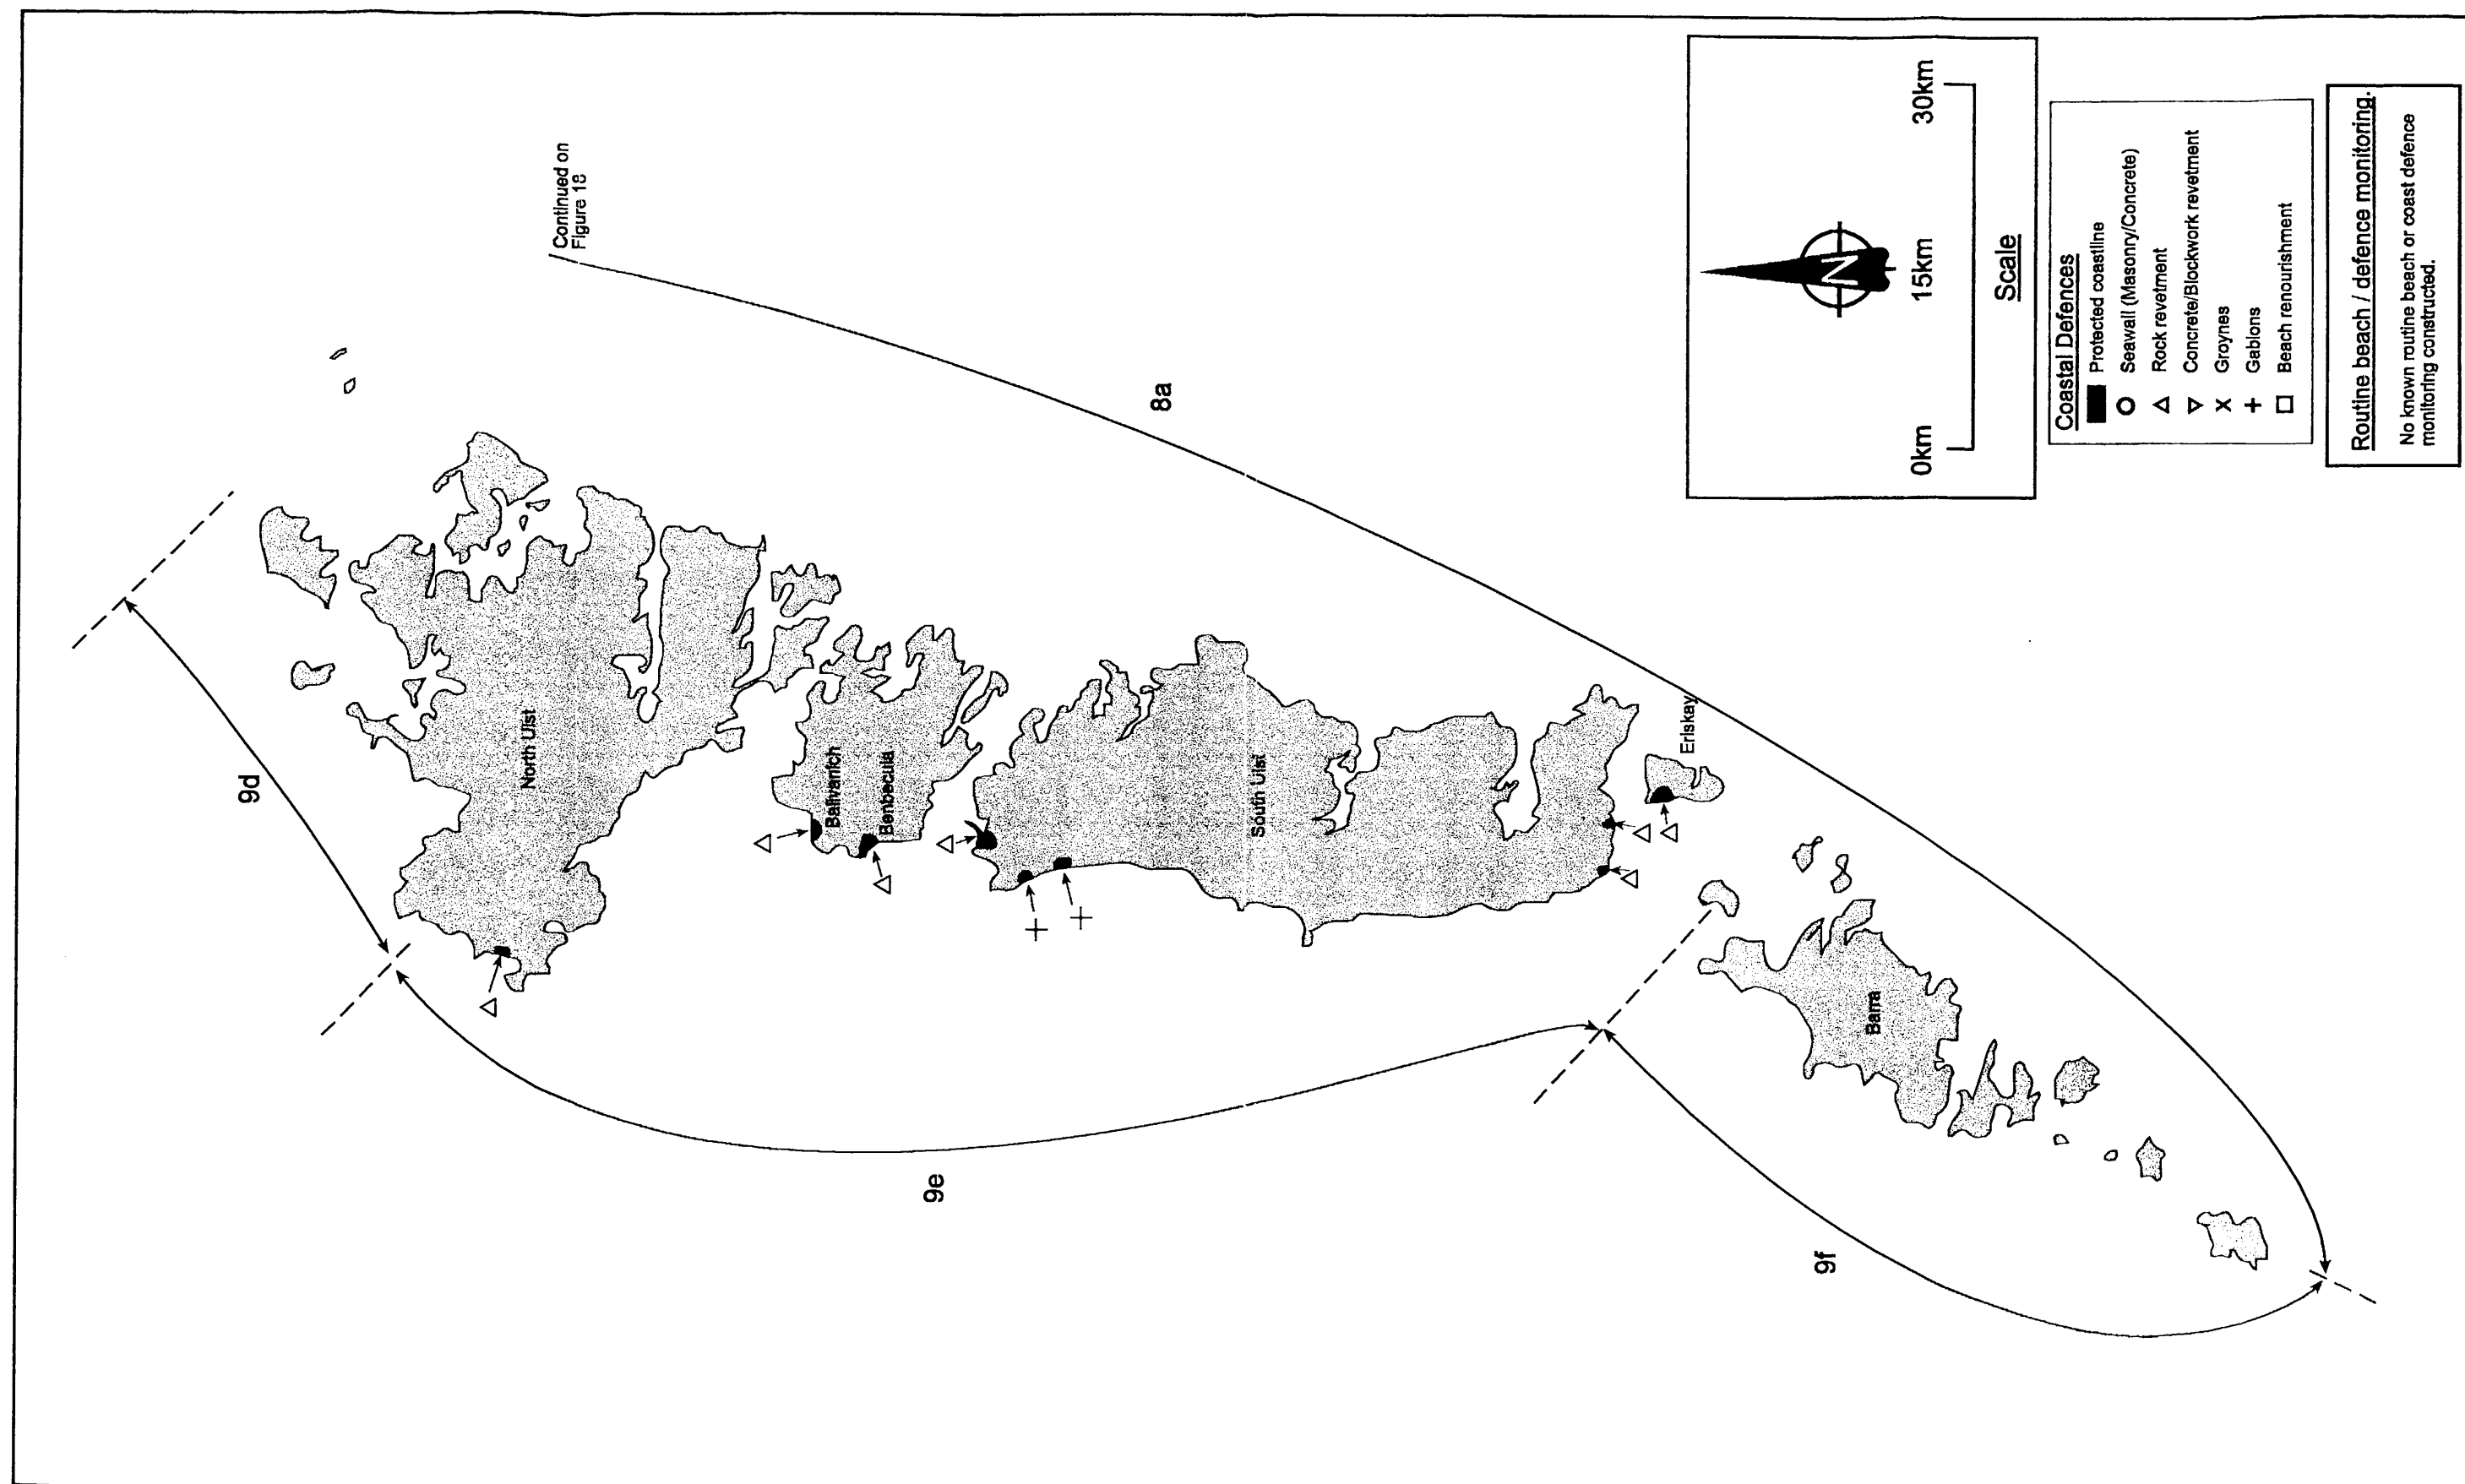 Continued on
Figure 18
9d
North Uist
8a
Balivanich
Benbecula
South Uist
Eriskay
9e
Barra
9f
0km
15km
30km
N
Scale
Coastal Defences
Protected coastline
Seawall (Masonry/Concrete)
Rock revetment
Concrete/Blockwork revetment
X Groynes
+ Gabions
Beach renourishment
Routine beach / defence monitoring.
No known routine beach or coast defence
monitoring constructed.